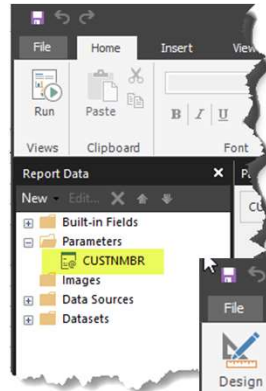 File Home Insert View
Run Paste B I U
Views Clipboard Font
Report Data
New Edit...
Built-in Fields
Parameters
CUSTNMBR
Images
Data Sources
Datasets
File
Design